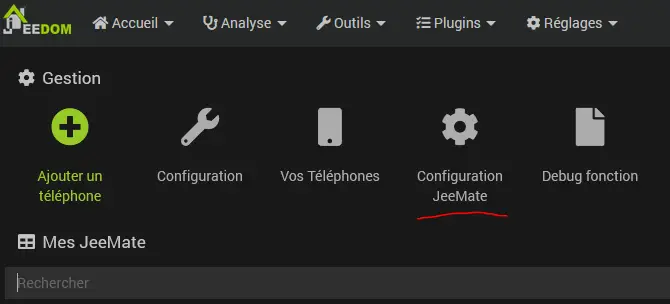 JEEDOM Accueil Analyse Outils Plugins Réglages
Gestion
Ajouter un
téléphone
Configuration
Vos Téléphones
Configuration
JeeMate
Debug fonction
Mes JeeMate
Rechercher